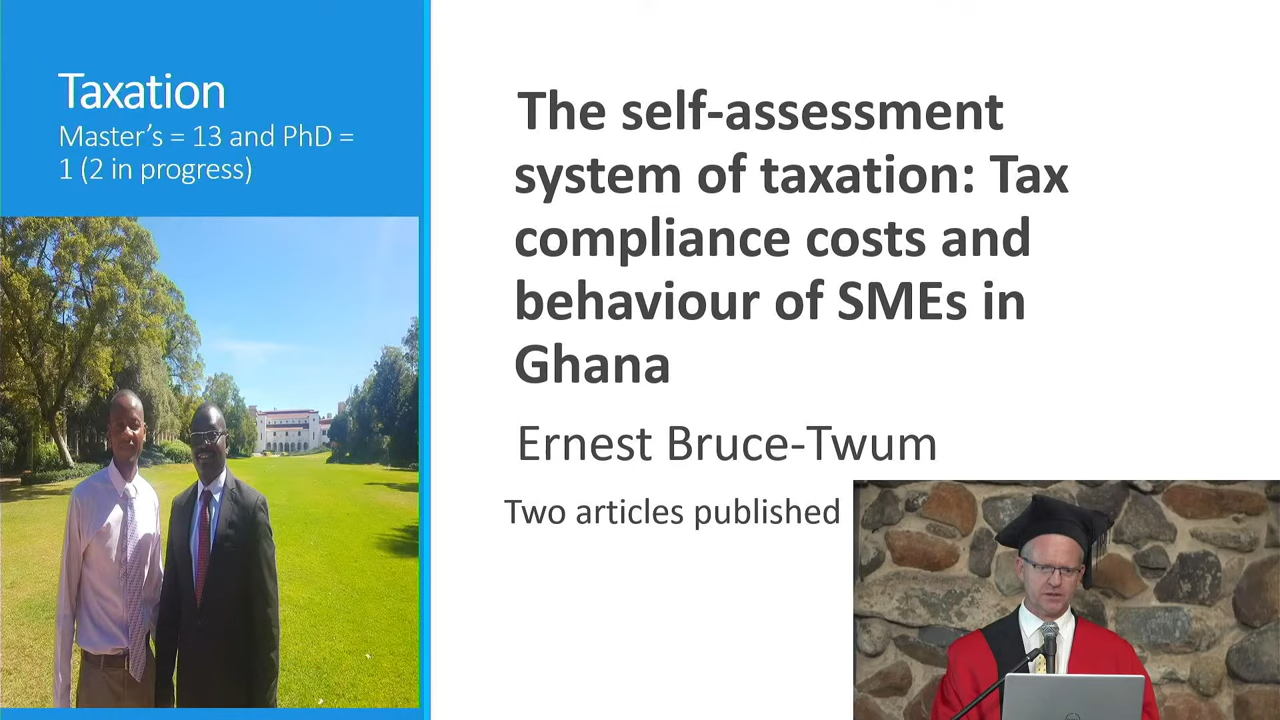 Taxation
Master's = 13 and PhD =
1 (2 in progress)
The self-assessment
system of taxation: Tax
compliance costs and
behaviour of SMEs in
Ghana
Ernest Bruce-Twum
Two articles published